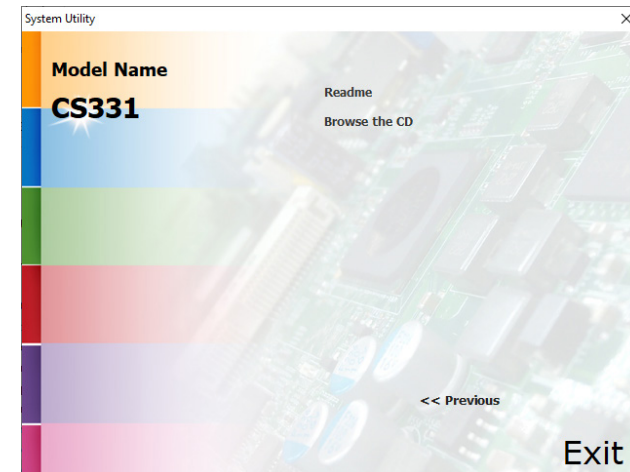 System Utility
Model Name
CS331
Readme
Browse the CD
<< Previous
Exit